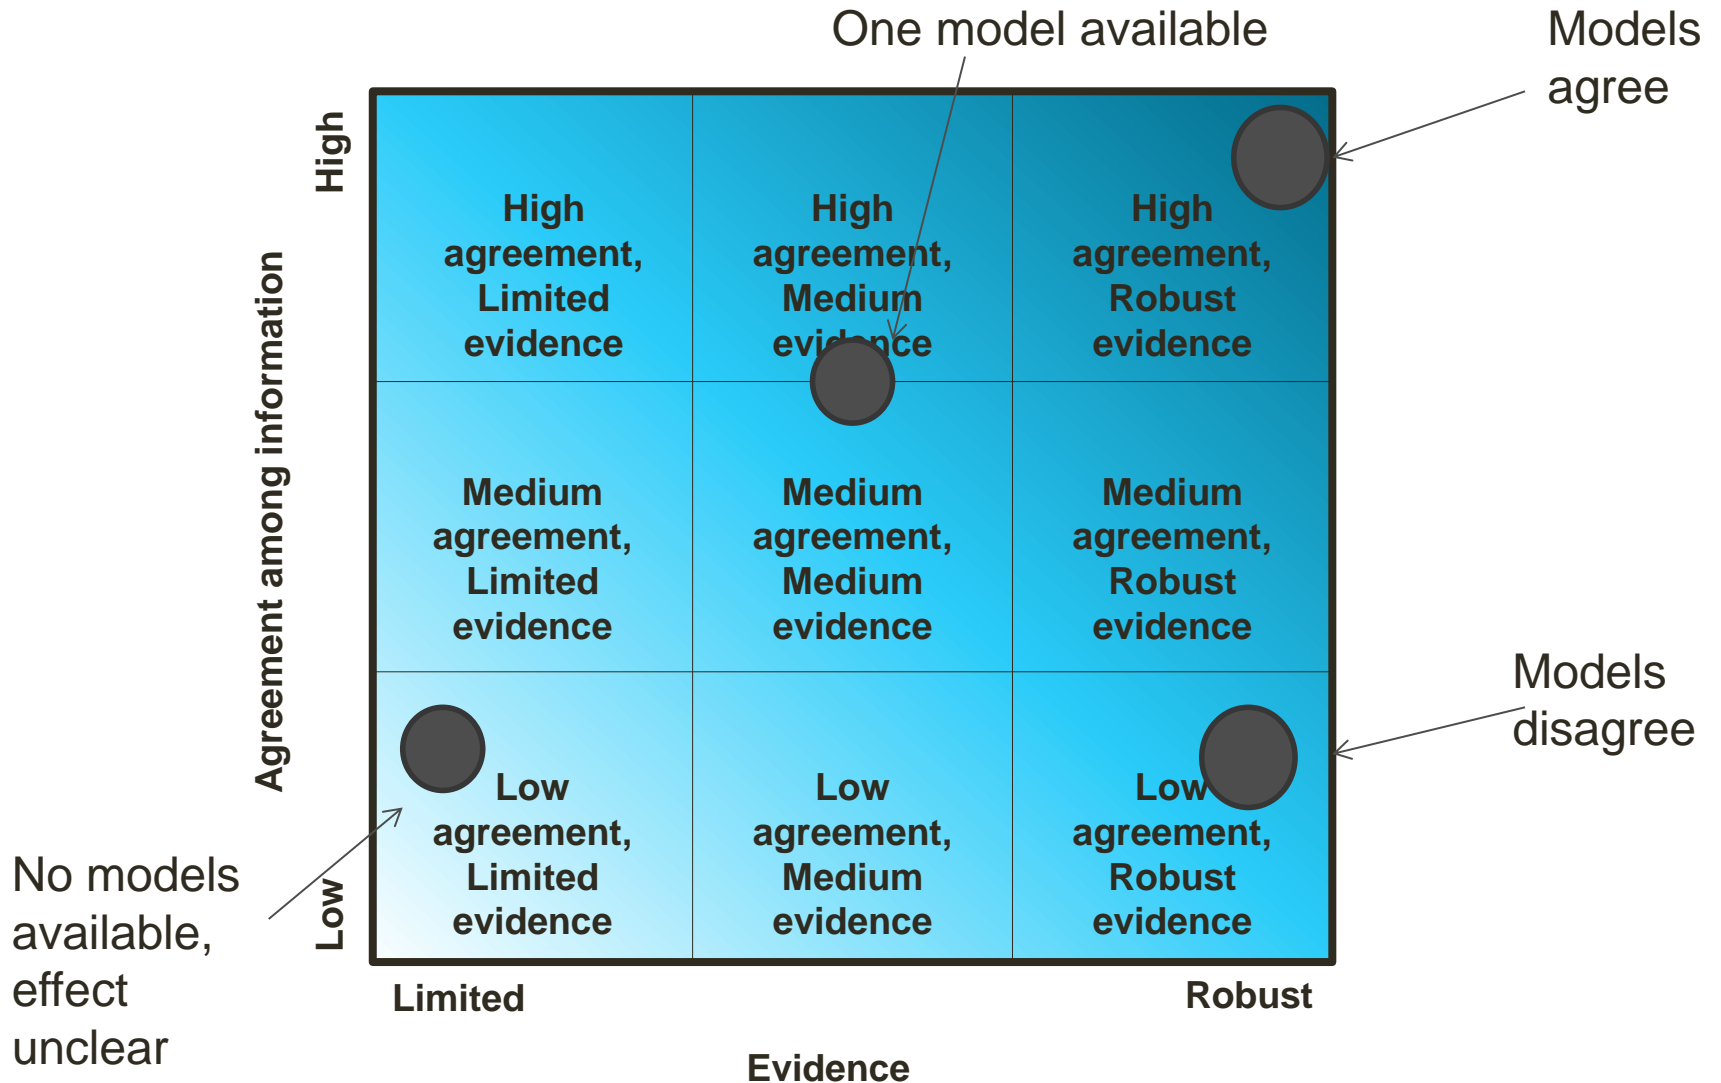 One model available
Models
agree
High
Agreement among information
Low
High
agreement,
Limited
evidence
High
agreement,
Medium
evidence
High
agreement,
Robust
evidence
Medium
agreement,
Limited
evidence
Medium
agreement,
Medium
evidence
Medium
agreement,
Robust
evidence
Low
agreement,
Limited
evidence
Low
agreement,
Medium
evidence
Low
agreement,
Robust
evidence
Models
disagree
No models
available,
effect
unclear
Limited
Robust
Evidence